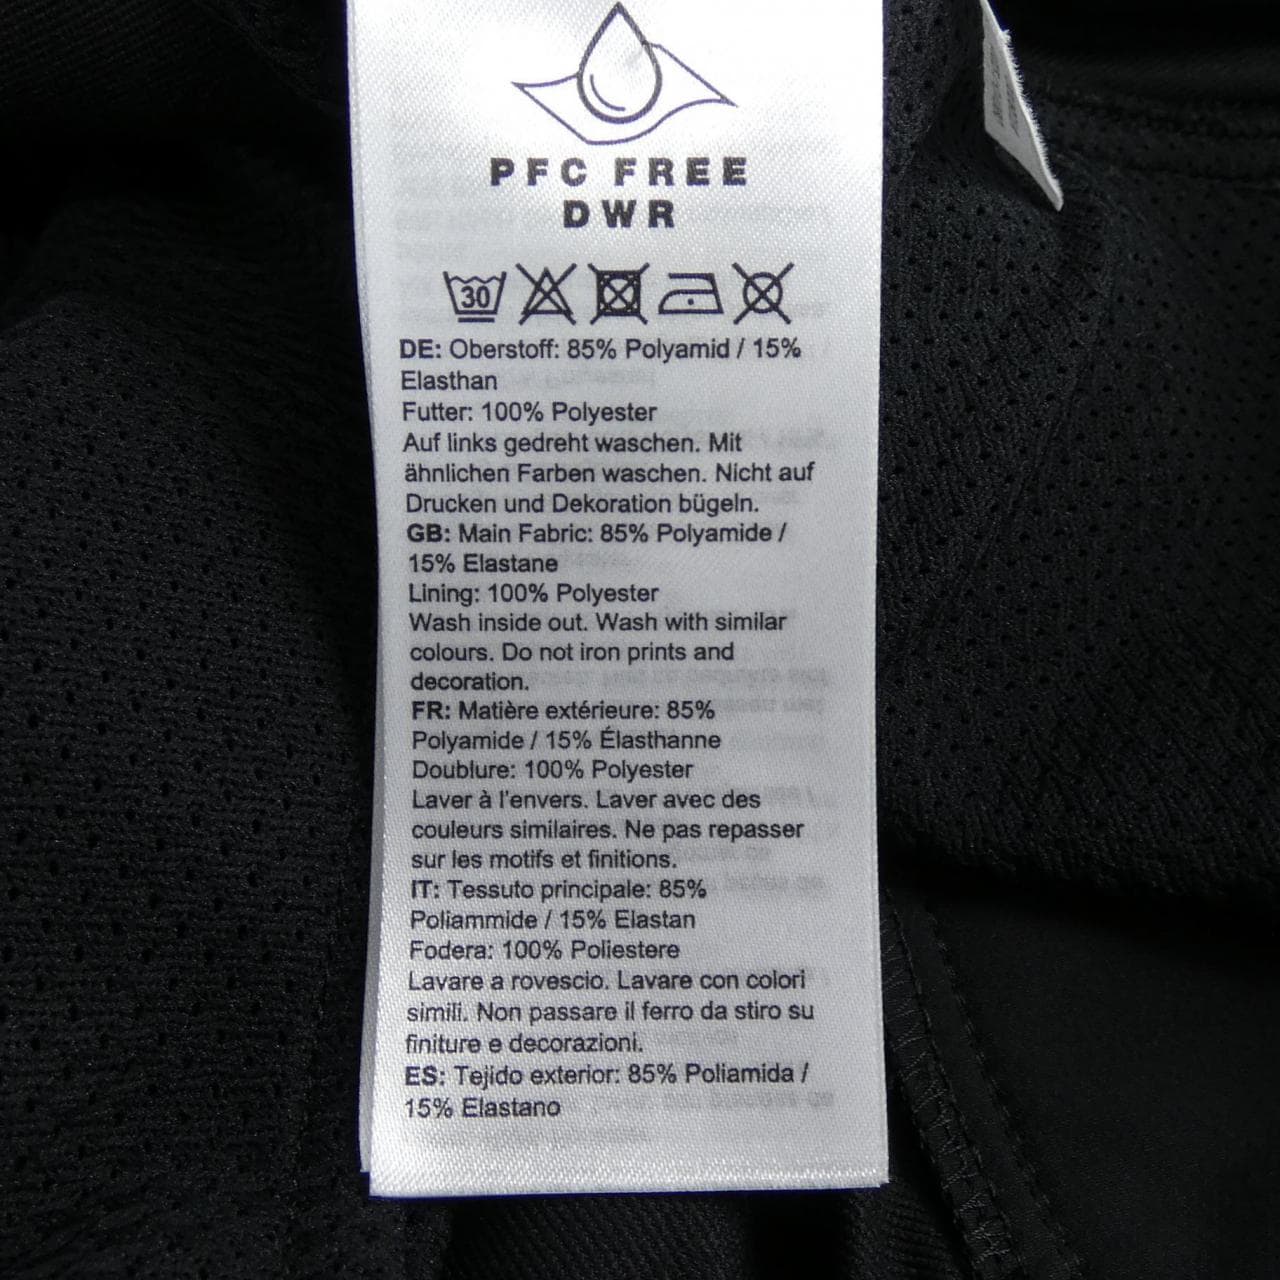 PFC FREE
DWR
30
DE: Oberstoff: 85% Polyamid / 15%
Elasthan
Futter: 100% Polyester
Auf links gedreht waschen. Mit
ähnlichen Farben waschen. Nicht auf
Drucken und Dekoration bügeln.
GB: Main Fabric: 85% Polyamide /
15% Elastane
Lining: 100% Polyester
Wash inside out. Wash with similar
colours. Do not iron prints and
decoration.
FR: Matière extérieure: 85%
Polyamide / 15% Élasthanne
Doublure: 100% Polyester
Laver à l'envers. Laver avec des
couleurs similaires. Ne pas repasser
sur les motifs et finitions.
IT: Tessuto principale: 85%
Poliammide / 15% Elastan
Fodera: 100% Poliestere
Lavare a rovescio. Lavare con colori
simili. Non passare il ferro da stiro su
finiture e decorazioni.
ES: Tejido exterior: 85% Poliamida /
15% Elastano